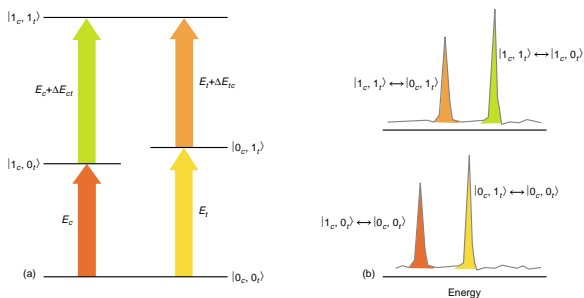 |1c, 1t⟩
Ec+ΔEct
Et+ΔEtc
|0c, 1t⟩
|1c, 0t⟩
Ec
Et
(a)
|0c, 0t⟩
|1c, 1t⟩↔|1c, 0t⟩
|1c, 1t⟩↔|0c, 1t⟩
|0c, 1t⟩↔|0c, 0t⟩
|1c, 0t⟩↔|0c, 0t⟩
(b)
Energy